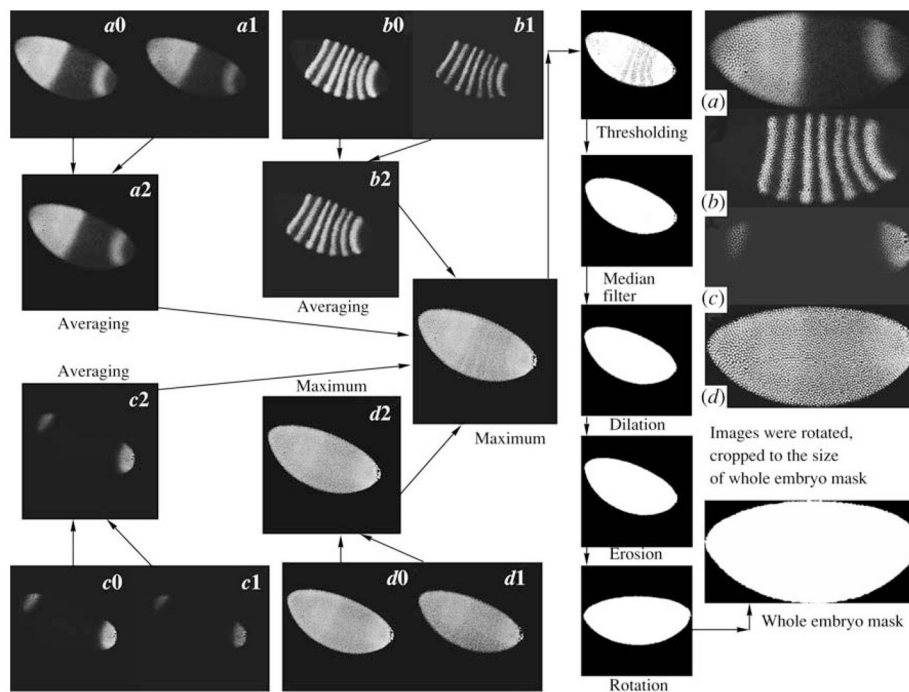 a0
a1
b0
b1
a2
b2
Averaging
Averaging
Averaging
c2
Maximum
d2
Maximum
c0
c1
d0
d1
Thresholding
Median
filter
Dilation
Erosion
Rotation
(a)
(b)
(c)
(d)
Images were rotated,
cropped to the size
of whole embryo mask
Whole embryo mask